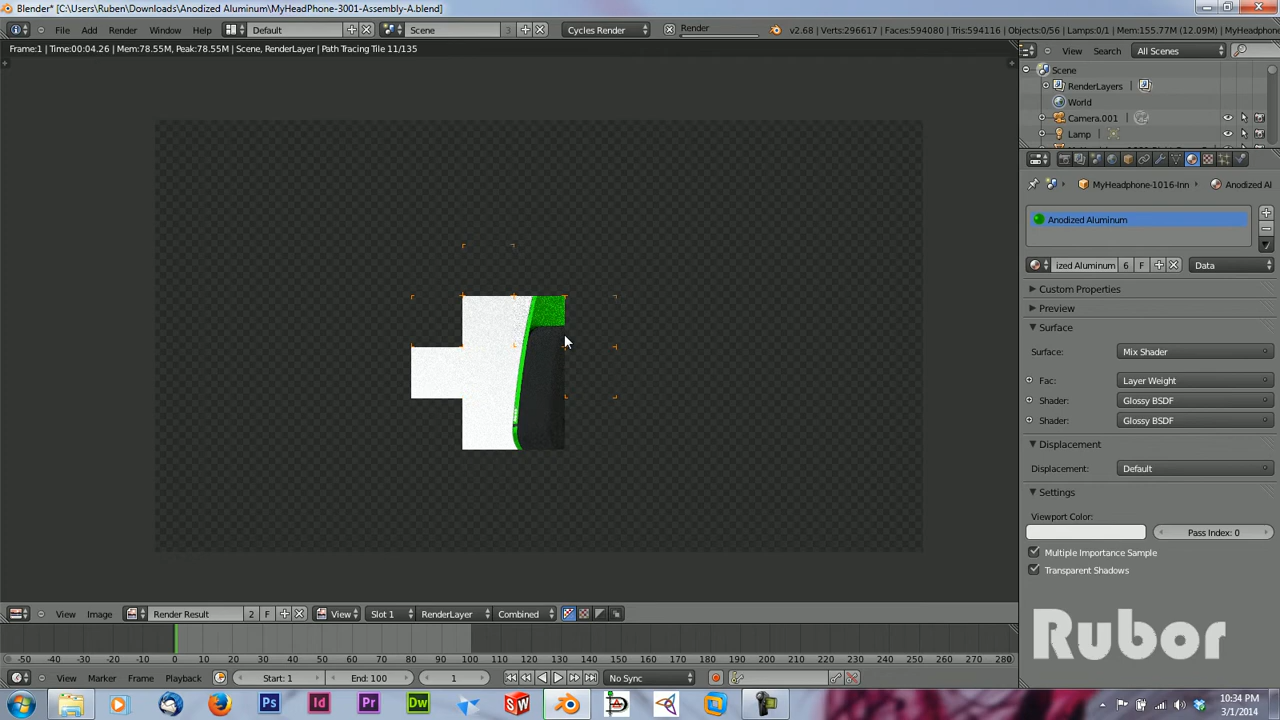 Blender* [C:\Users\Ruben\Downloads\Anodized Aluminum\MyHeadPhone-3001-Assembly-A.blend]
File Add Render Window Help Default Scene 3 Cycles Render Render v2.68 | Verts:296617 | Faces:594080 | Tris:594116 | Objects:0/56 | Lamps:0/1 | Mem:155.77M (12.09M) | MyHeadpho
Frame:1 | Time:00:04.26 | Mem:78.55M, Peak:78.55M | Scene, RenderLayer | Path Tracing Tile 11/135
View Search All Scenes
Scene
RenderLayers
World
Camera.001
Lamp
MyHeadphone-1016-Inn Anodized Al
Anodized Aluminum
ized Aluminum 6 F Data
Custom Properties
Preview
Surface
Surface: Mix Shader
Fac: Layer Weight
Shader: Glossy BSDF
Shader: Glossy BSDF
Displacement
Displacement: Default
Settings
Viewport Color:
Pass Index: 0
Multiple Importance Sample
Transparent Shadows
Rubor
View Image Render Result 2 F View Slot 1 RenderLayer Combined
-50 -40 -30 -20 -10 0 10 20 30 40 50 60 70 80 90 100 110 120 130 140 150 160 170 180 190 200 210 220 230 240 250 260 270 280
View Marker Frame Playback Start: 1 End: 100 1 No Sync
Ps Id Pr Dw SW
10:34 PM
3/1/2014